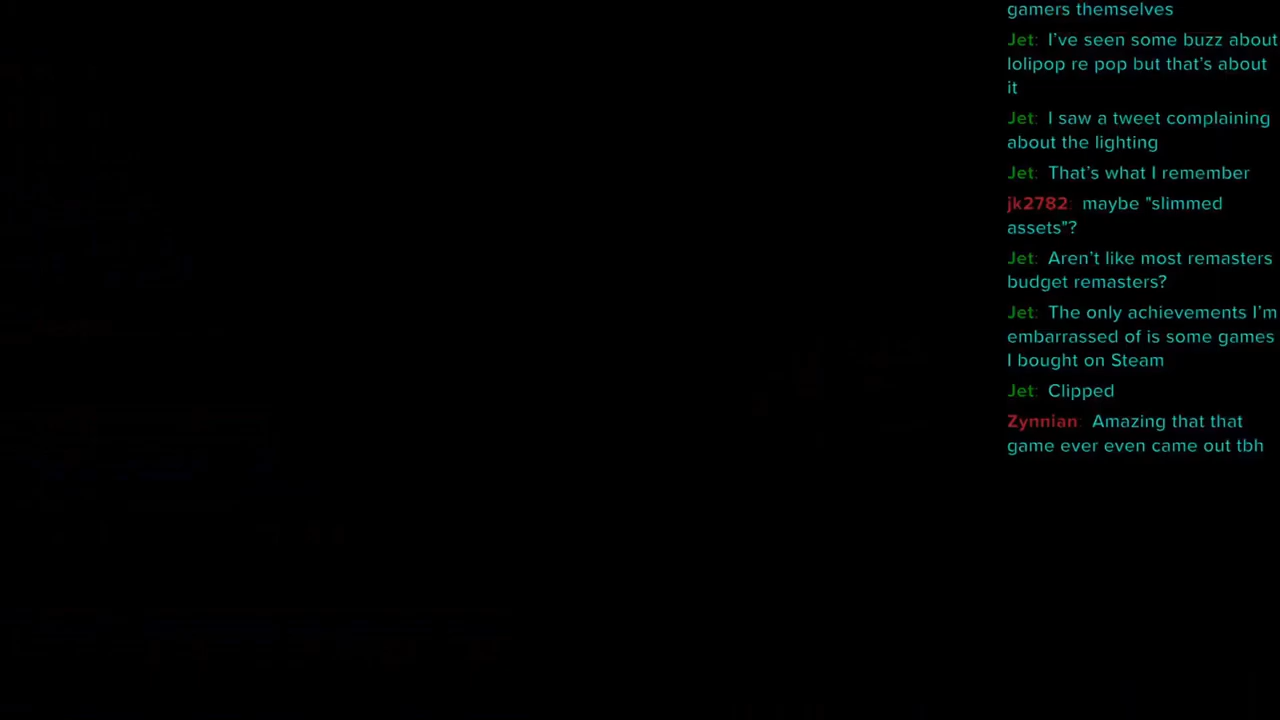 gamers themselves
Jet: I’ve seen some buzz about
lolipop re pop but that’s about
it
Jet: I saw a tweet complaining
about the lighting
Jet: That’s what I remember
jk2782: maybe "slimmed
assets"?
Jet: Aren’t like most remasters
budget remasters?
Jet: The only achievements I’m
embarrassed of is some games
I bought on Steam
Jet: Clipped
Zynnian: Amazing that that
game ever even came out tbh